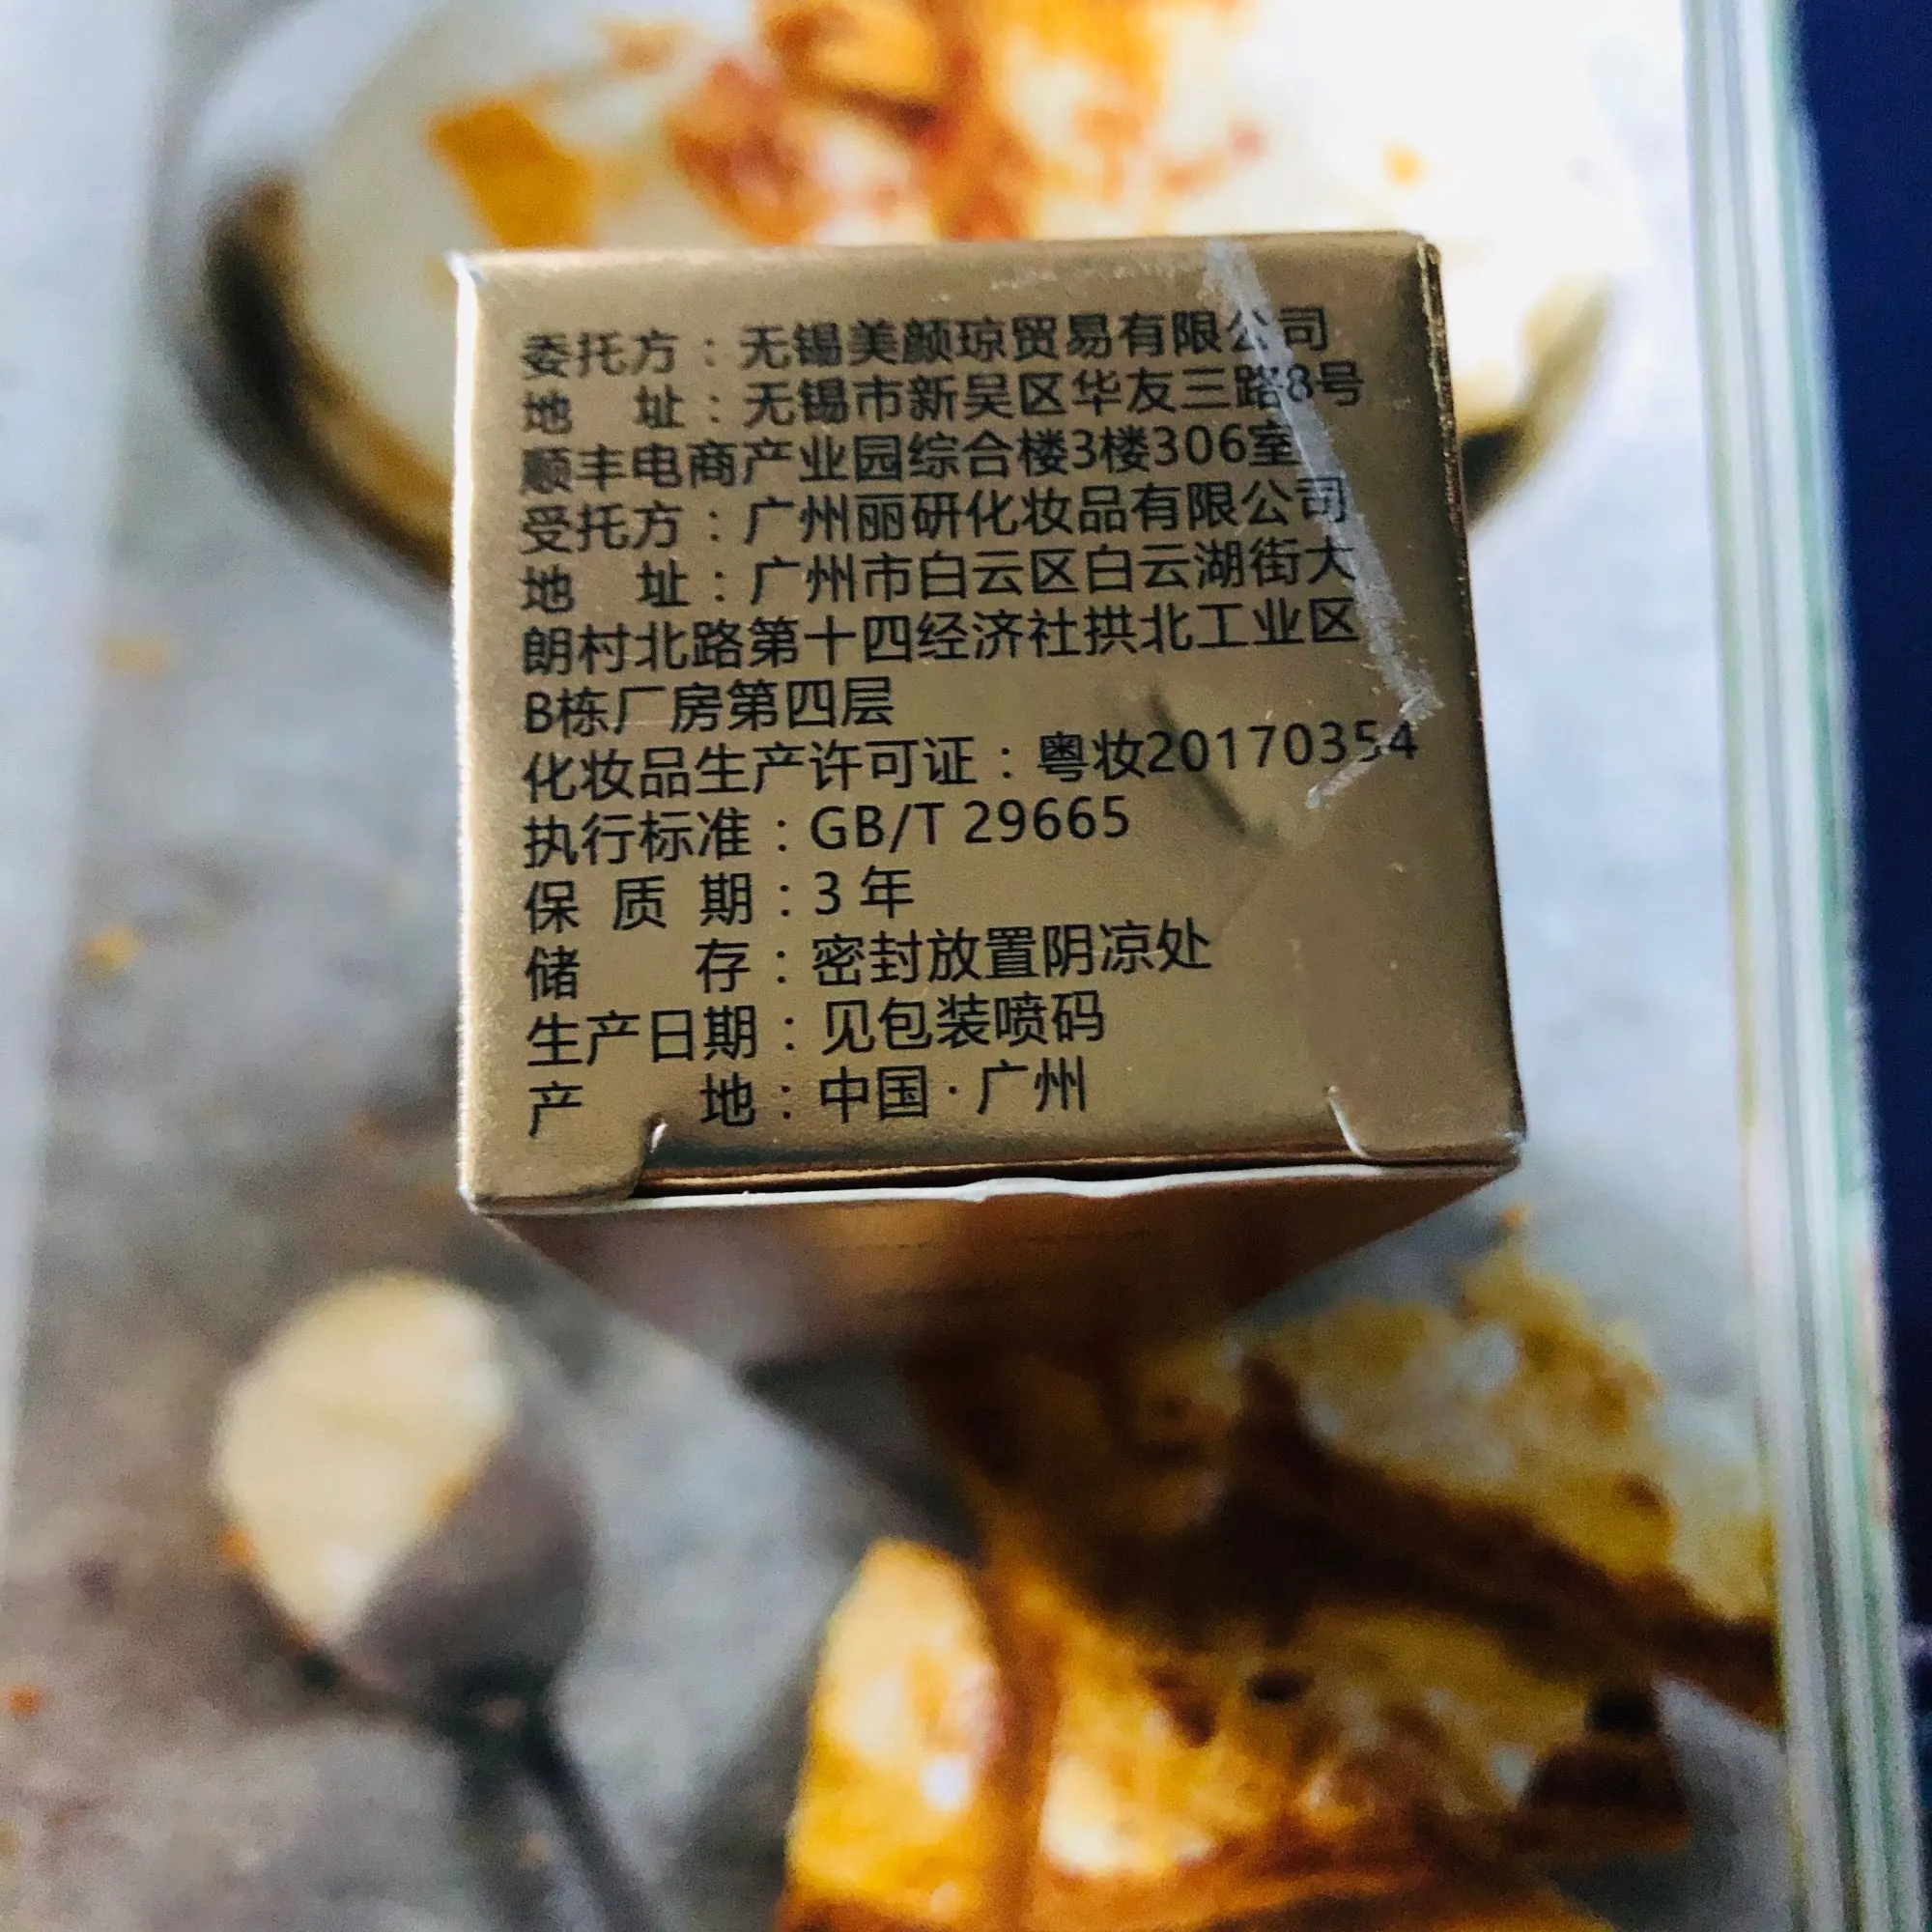 委托方：无锡美颜琼贸易有限公司
地 址：无锡市新吴区华友三路8号
顺丰电商产业园综合楼3楼306室
受托方：广州丽研化妆品有限公司
地 址：广州市白云区白云湖街大
朗村北路第十四经济社拱北工业区
B栋厂房第四层
化妆品生产许可证：粤妆20170354
执行标准：GB/T 29665
保 质 期：3 年
储 存：密封放置阴凉处
生产日期：见包装喷码
产 地：中国·广州